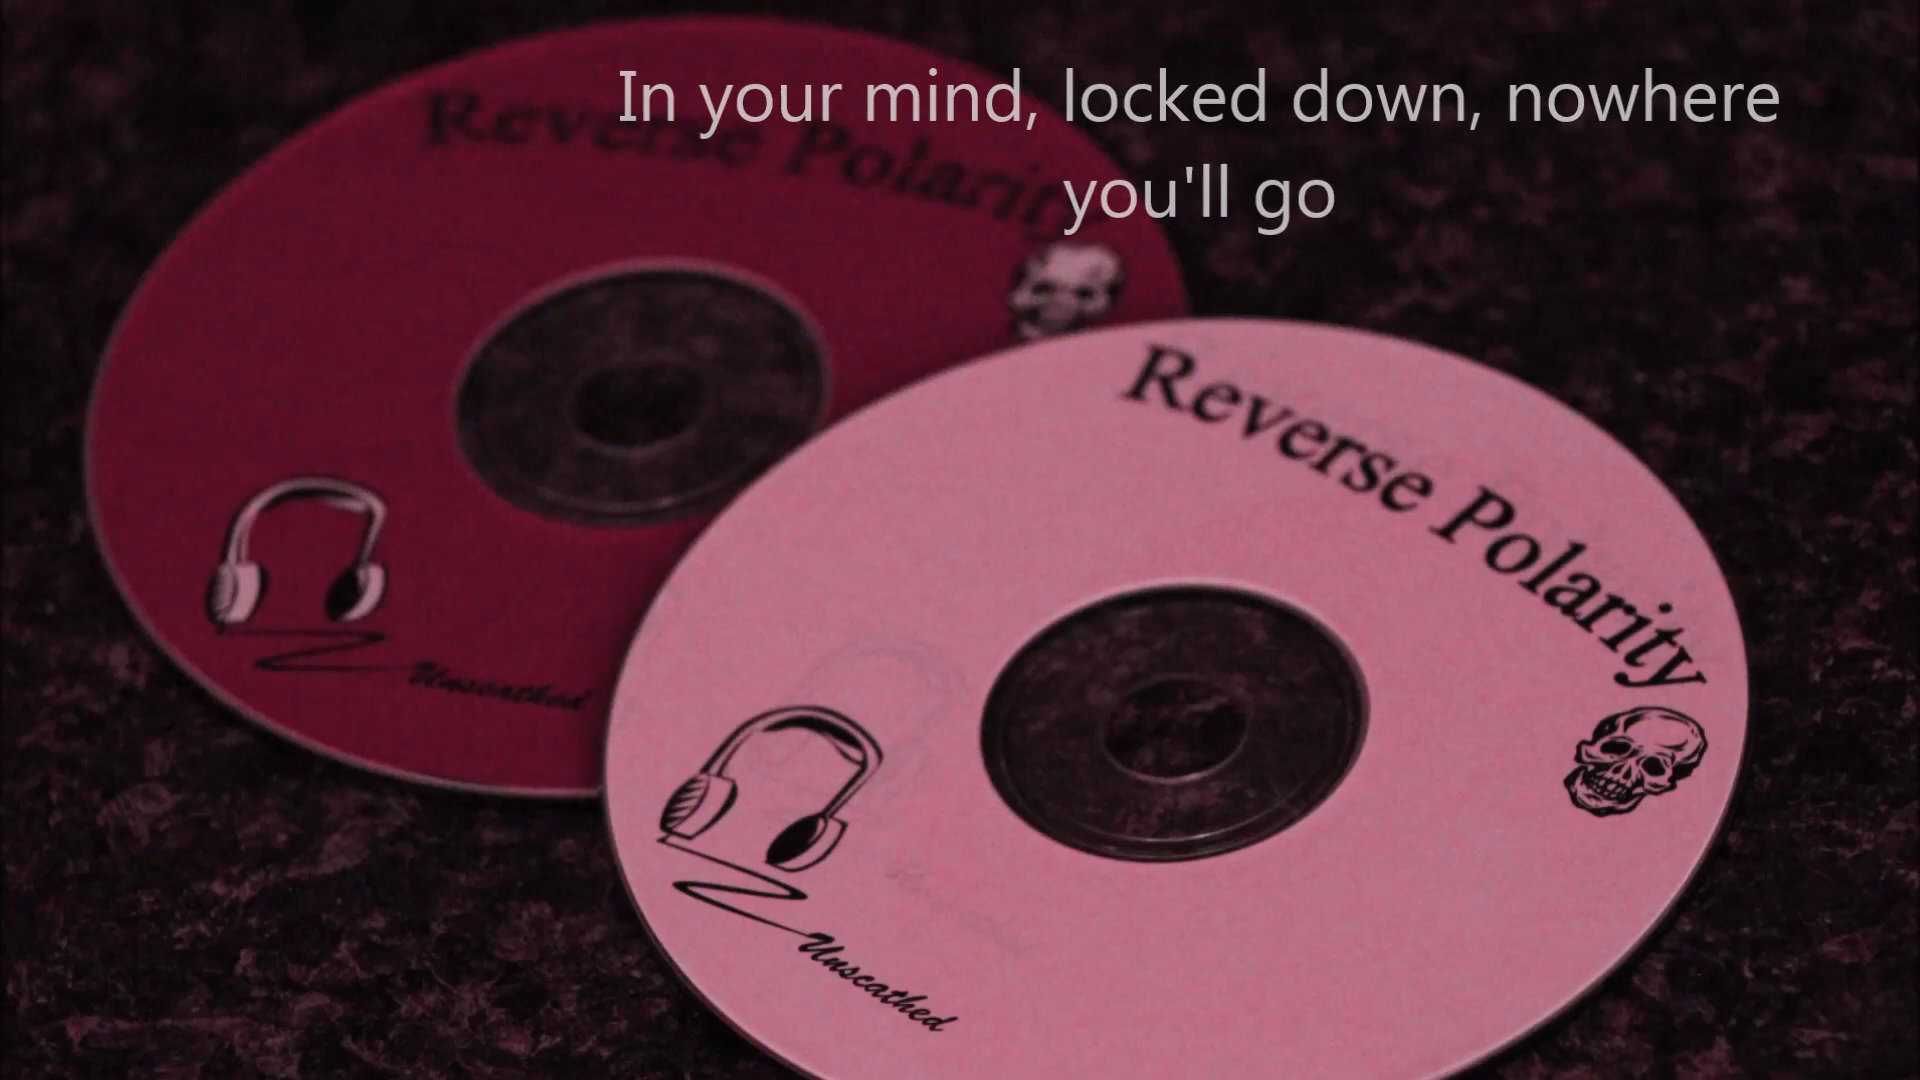 In your mind, locked down, nowhere
you'll go
Reverse Polarity
Unscathed
Reverse Polarity
Unscathed